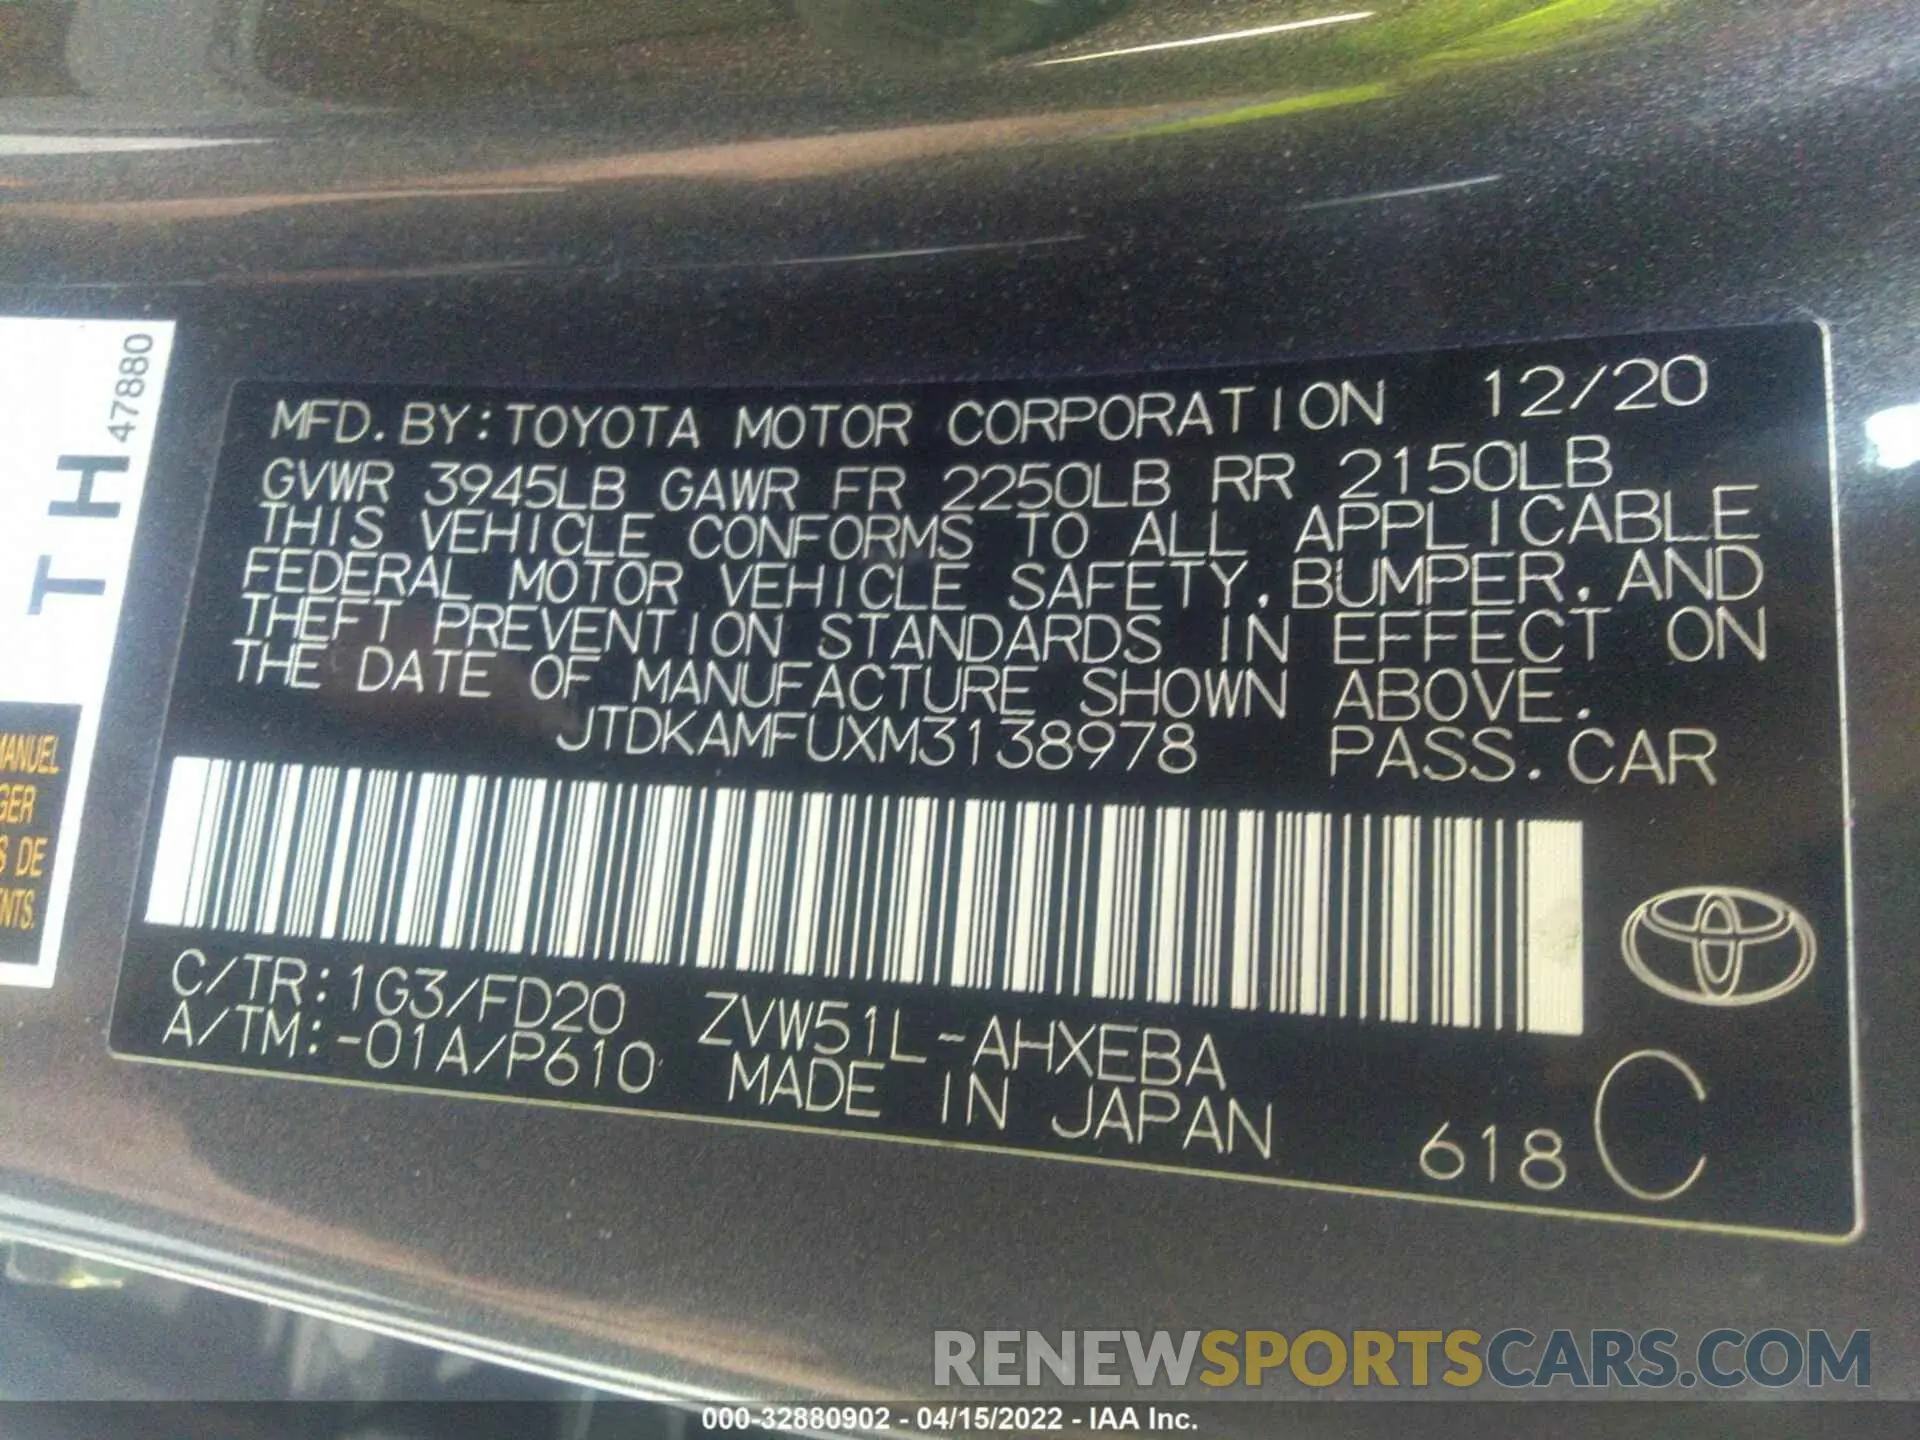 MFD. BY: TOYOTA MOTOR CORPORATION 12/20
GVWR 3945LB GAWR FR 2250LB RR 2150LB
THIS VEHICLE CONFORMS TO ALL APPLICABLE
FEDERAL MOTOR VEHICLE SAFETY, BUMPER, AND
THEFT PREVENTION STANDARDS IN EFFECT ON
THE DATE OF MANUFACTURE SHOWN ABOVE.
JTDKAMFUXM3138978 PASS. CAR
C/TR: 1G3/FD20 ZVW51L-AHXEBA
A/TM: -01A/P610 MADE IN JAPAN
618 C
TH 47880
MANUEL
GER
S DE
NTS.
RENEWSPORTSCARS.COM
000-32880902 - 04/15/2022 - IAA Inc.